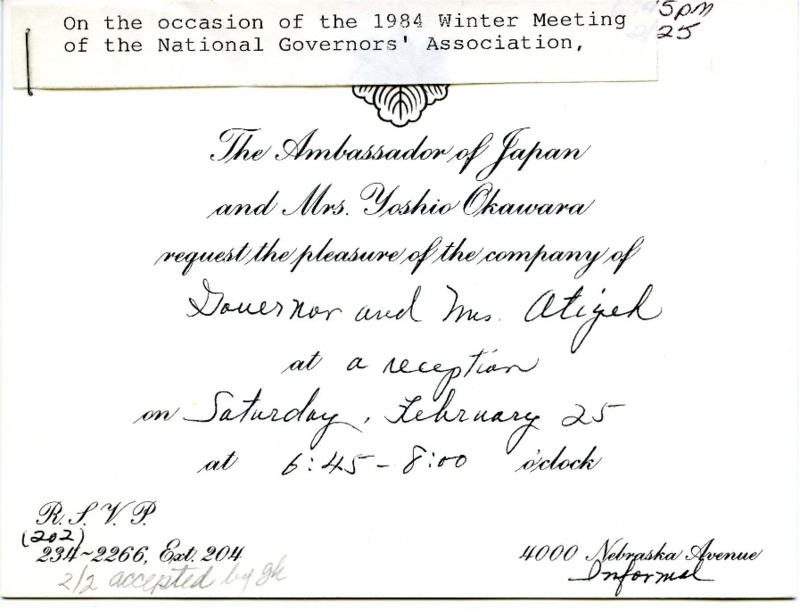 On the occasion of the 1984 Winter Meeting
of the National Governors' Association,
5pm
25
The Ambassador of Japan
and Mrs. Yoshio Okawara
request the pleasure of the company of
Governor and Mrs. Atiyeh
at a reception
on Saturday, February 25
at 6:45-8:00 o'clock
R. S. V. P.
(202)
234~2266, Ext. 204
2/2 accepted by gk
4000 Nebraska Avenue
Informal